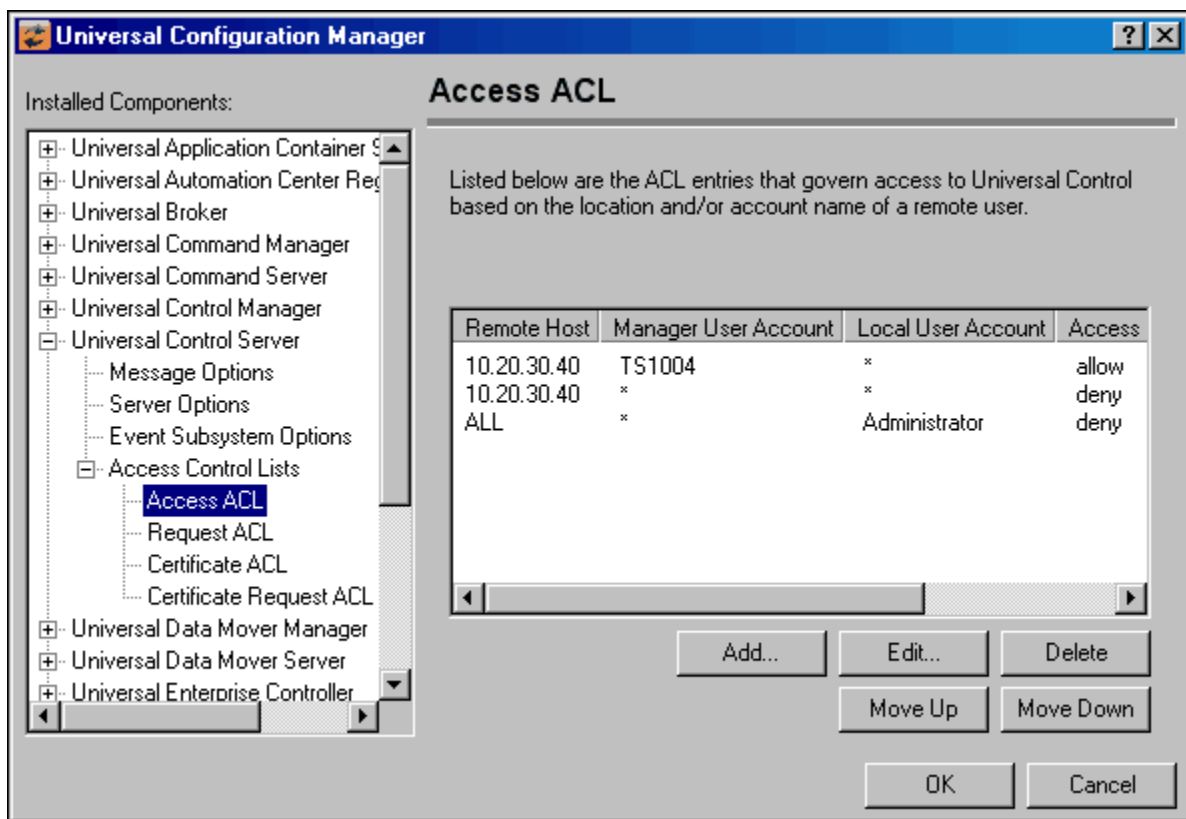 Universal Configuration Manager
Installed Components:
Universal Application Container S
Universal Automation Center Reg
Universal Broker
Universal Command Manager
Universal Command Server
Universal Control Manager
Universal Control Server
Message Options
Server Options
Event Subsystem Options
Access Control Lists
Access ACL
Request ACL
Certificate ACL
Certificate Request ACL
Universal Data Mover Manager
Universal Data Mover Server
Universal Enterprise Controller
Access ACL
Listed below are the ACL entries that govern access to Universal Control
based on the location and/or account name of a remote user.
Remote Host Manager User Account Local User Account Access
10.20.30.40 TS1004 * allow
10.20.30.40 * * deny
ALL * Administrator deny
Add... Edit... Delete
Move Up Move Down
OK Cancel